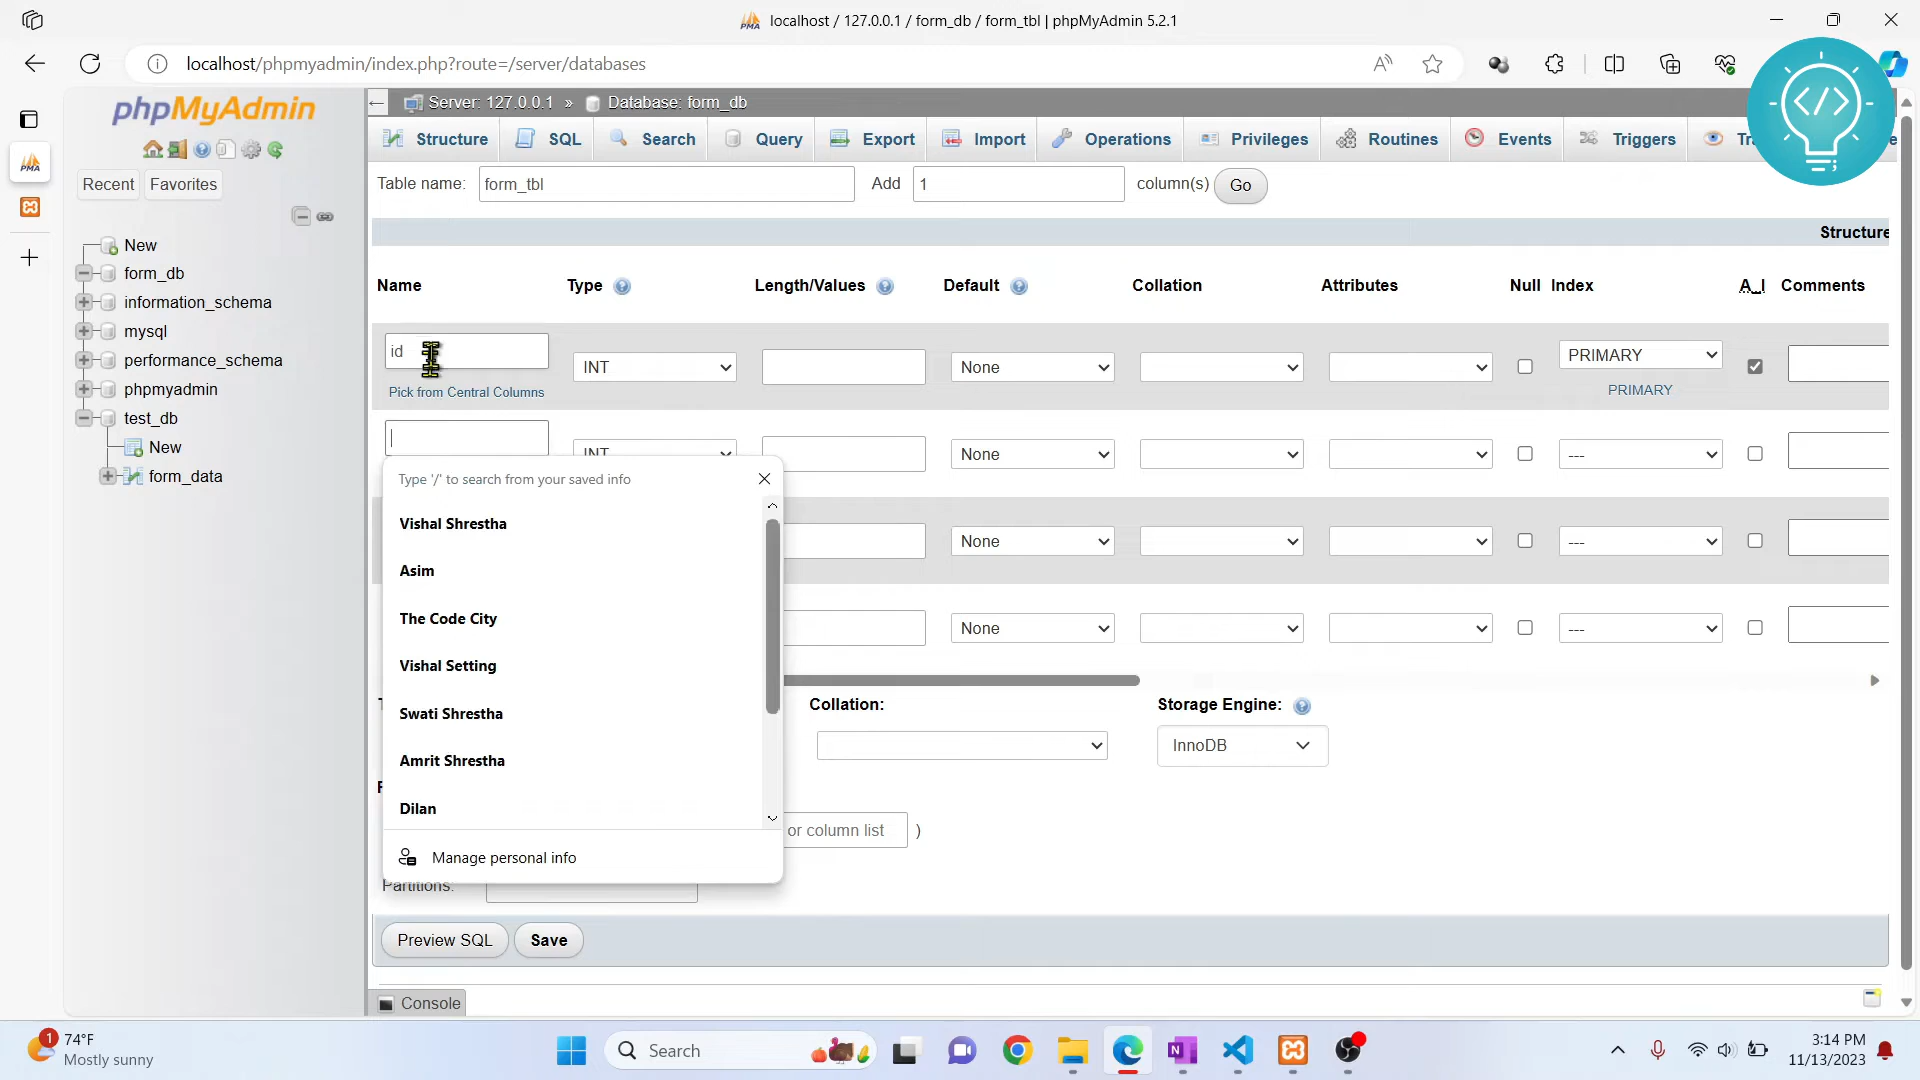 localhost / 127.0.0.1 / form_db / form_tbl | phpMyAdmin 5.2.1
localhost/phpmyadmin/index.php?route=/server/databases
phpMyAdmin
Recent
Favorites
New
form_db
information_schema
mysql
performance_schema
phpmyadmin
test_db
New
form_data
Server: 127.0.0.1 » Database: form_db
Structure
SQL
Search
Query
Export
Import
Operations
Privileges
Routines
Events
Triggers
Table name: form_tbl Add 1 column(s) Go
Structure
Name Type Length/Values Default Collation Attributes Null Index A_I Comments
id INT None PRIMARY
Pick from Central Columns PRIMARY
INT None ---
None ---
None ---
Type '/' to search from your saved info
Vishal Shrestha
Asim
The Code City
Vishal Setting
Swati Shrestha
Amrit Shrestha
Dilan
Manage personal info
Collation: Storage Engine:
InnoDB
or column list )
Partitions:
Preview SQL Save
Console
1
74°F
Mostly sunny
Search
3:14 PM
11/13/2023